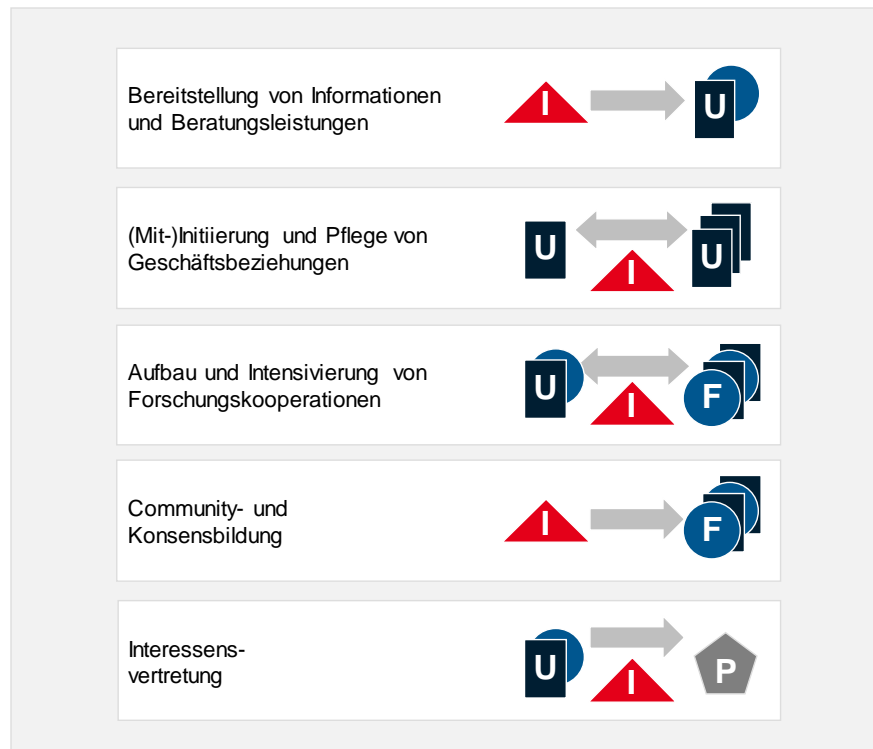 Bereitstellung von Informationen
und Beratungsleistungen
I
U
(Mit-)Initiierung und Pflege von
Geschäftsbeziehungen
U
I
U
Aufbau und Intensivierung von
Forschungskooperationen
U
I
F
Community- und
Konsensbildung
I
F
Interessens-
vertretung
U
I
P